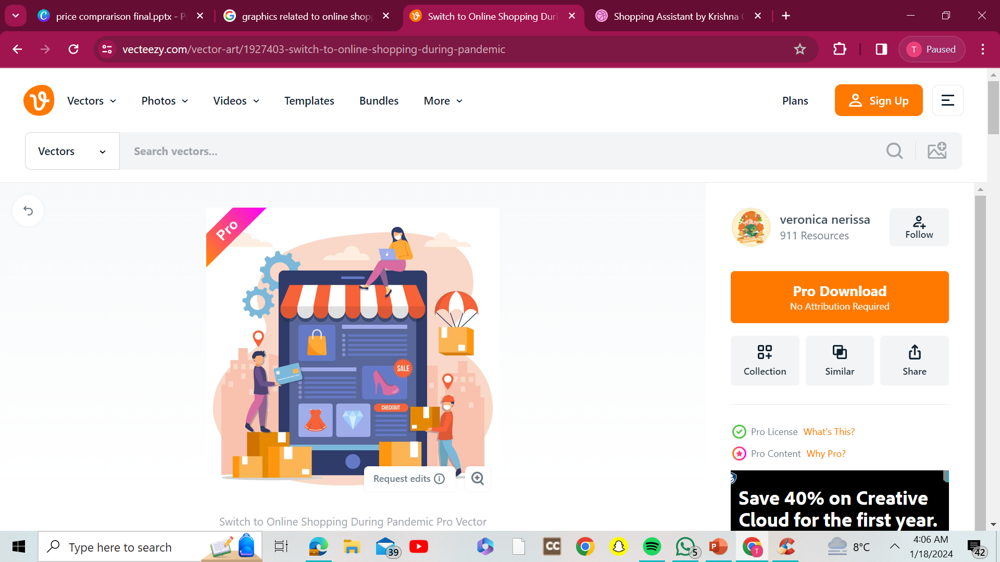 price comprarison final.pptx - P
graphics related to online shopp
Switch to Online Shopping Duri
Shopping Assistant by Krishna
vecteezy.com/vector-art/1927403-switch-to-online-shopping-during-pandemic
T Paused
Vectors Photos Videos Templates Bundles More
Plans Sign Up
Vectors Search vectors...
Pro
veronica nerissa
911 Resources
Follow
Pro Download
No Attribution Required
SALE
Collection Similar Share
CHECKOUT
Pro License What's This?
Pro Content Why Pro?
Request edits
Save 40% on Creative
Cloud for the first year.
Switch to Online Shopping During Pandemic Pro Vector
Type here to search
39
CC
5
P
T
8°C
4:06 AM
1/18/2024
42